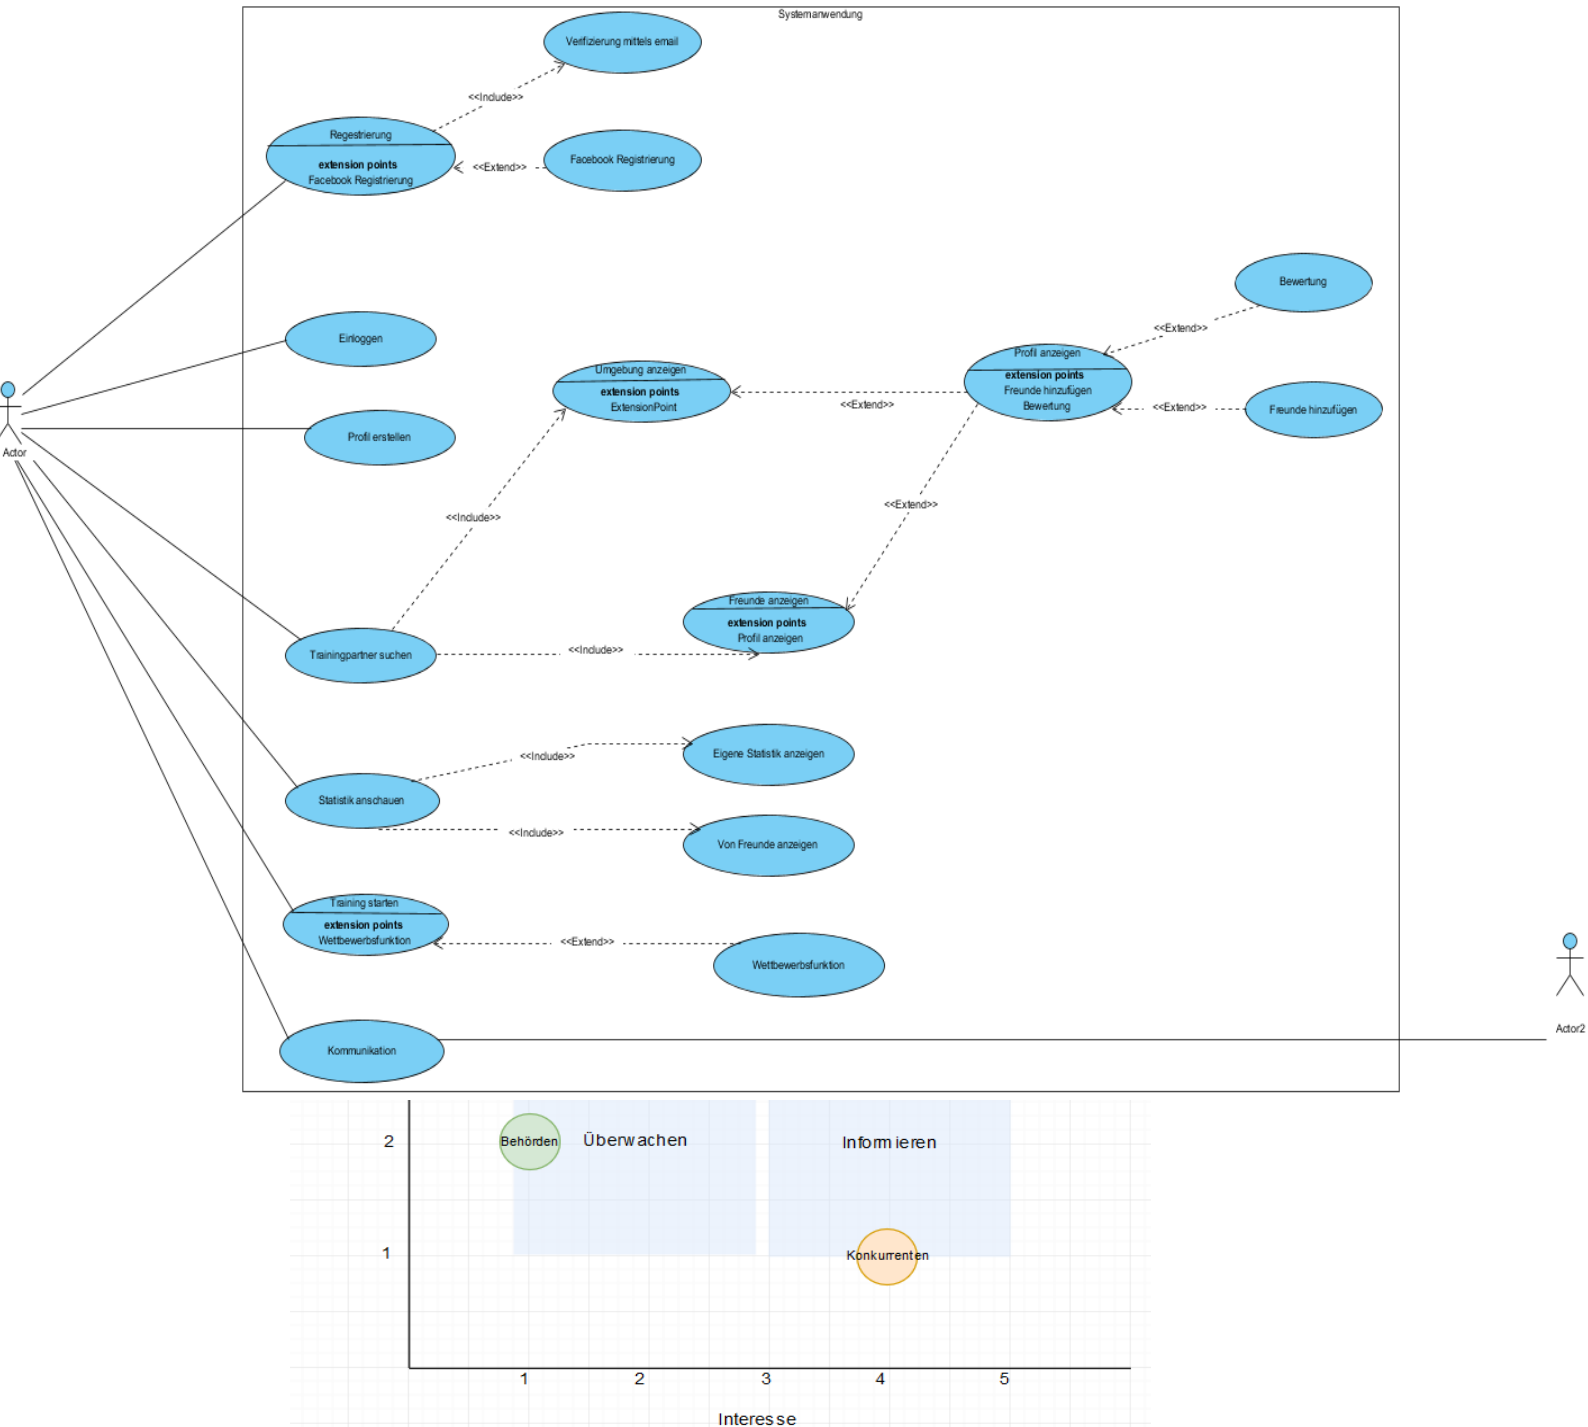 Systemanwendung
Verifizierung mittels email
<<Include>>
Regestrierung
extension points
Facebook Registrierung
<<Extend>>
Facebook Registrierung
Bewertung
<<Extend>>
Einloggen
Umgebung anzeigen
extension points
ExtensionPoint
<<Extend>>
Profil anzeigen
extension points
Freunde hinzufügen
Bewertung
<<Extend>>
Freunde hinzufügen
Profil erstellen
Actor
<<Include>>
<<Extend>>
Freunde anzeigen
extension points
Profil anzeigen
Trainingpartner suchen
<<Include>>
<<Include>>
Eigene Statistik anzeigen
Statistik anschauen
<<Include>>
Von Freunde anzeigen
Training starten
extension points
Wettbewerbsfunktion
<<Extend>>
Wettbewerbsfunktion
Actor2
Kommunikation
2
Behörden
Überwachen
Informieren
1
Konkurrenten
1 2 3 4 5
Interesse